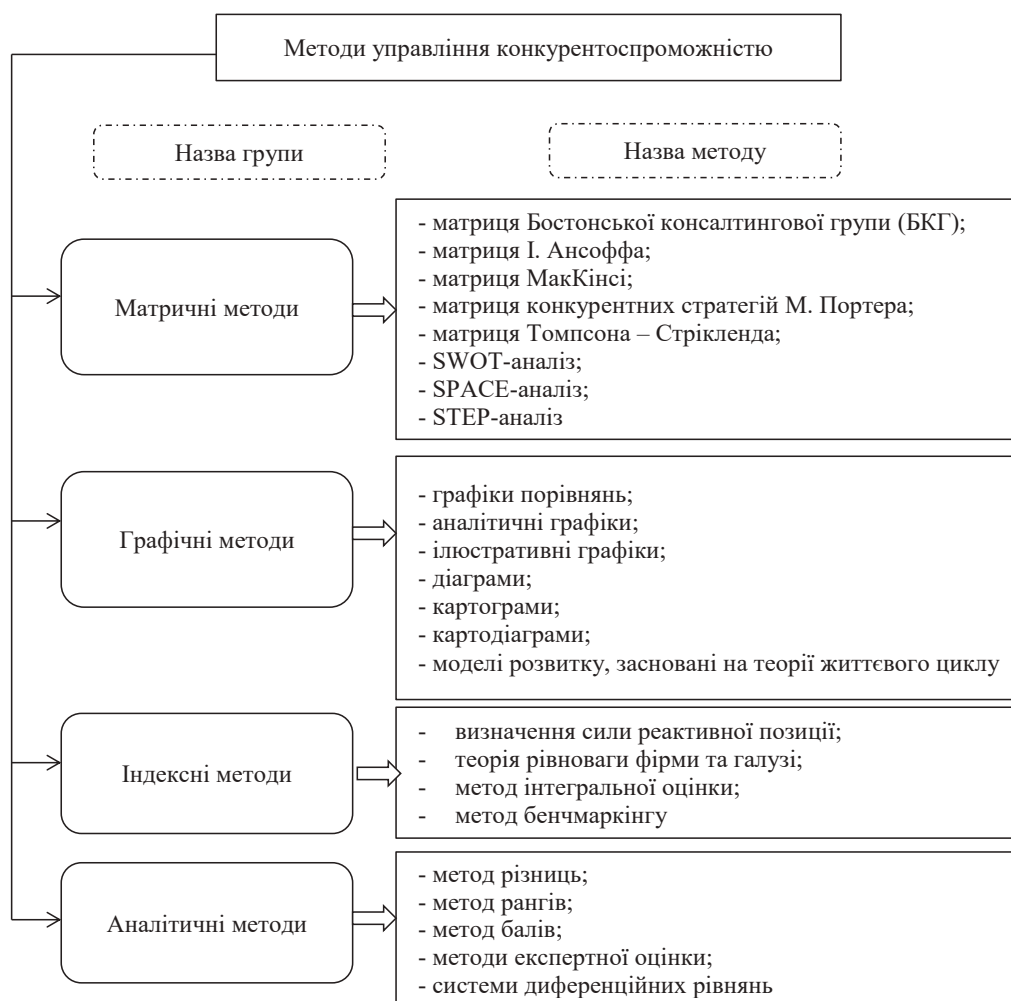 Методи управління конкурентоспроможністю
Назва групи
Назва методу
Матричні методи
- матриця Бостонської консалтингової групи (БКГ);
- матриця І. Ансоффа;
- матриця МакКінсі;
- матриця конкурентних стратегій М. Портера;
- матриця Томпсона – Стрікленда;
- SWOT-аналіз;
- SPACE-аналіз;
- STEP-аналіз
Графічні методи
- графіки порівнянь;
- аналітичні графіки;
- ілюстративні графіки;
- діаграми;
- картограми;
- картодіаграми;
- моделі розвитку, засновані на теорії життєвого циклу
Індексні методи
- визначення сили реактивної позиції;
- теорія рівноваги фірми та галузі;
- метод інтегральної оцінки;
- метод бенчмаркінгу
Аналітичні методи
- метод різниць;
- метод рангів;
- метод балів;
- методи експертної оцінки;
- системи диференційних рівнянь